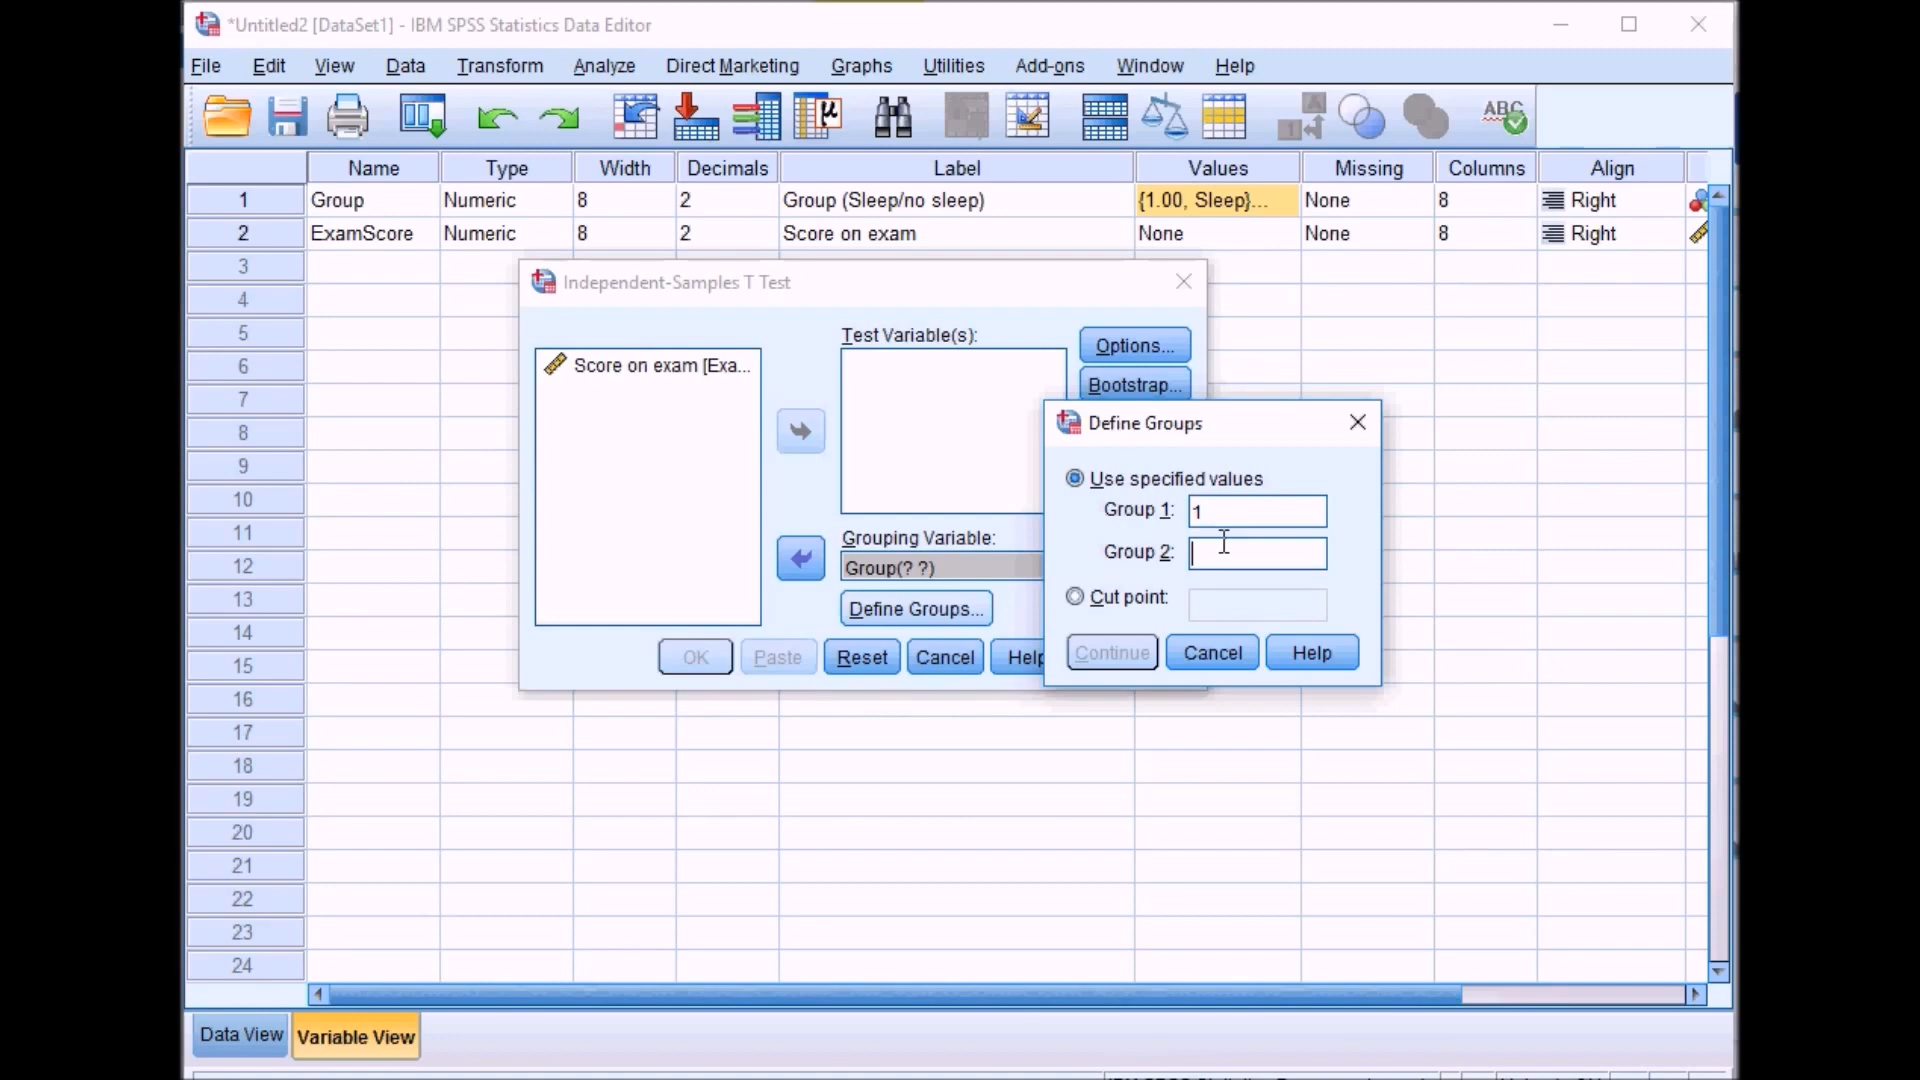 *Untitled2 [DataSet1] - IBM SPSS Statistics Data Editor
File Edit View Data Transform Analyze Direct Marketing Graphs Utilities Add-ons Window Help
Name Type Width Decimals Label Values Missing Columns Align
1 Group Numeric 8 2 Group (Sleep/no sleep) {1.00, Sleep}... None 8 Right
2 ExamScore Numeric 8 2 Score on exam None None 8 Right
3
4
5
6
7
8
9
10
11
12
13
14
15
16
17
18
19
20
21
22
23
24
Independent-Samples T Test
Test Variable(s):
Score on exam [Exa...
Options...
Bootstrap...
Grouping Variable:
Group(? ?)
Define Groups...
OK Paste Reset Cancel Help
Define Groups
Use specified values
Group 1: 1
Group 2:
Cut point:
Continue Cancel Help
Data View Variable View